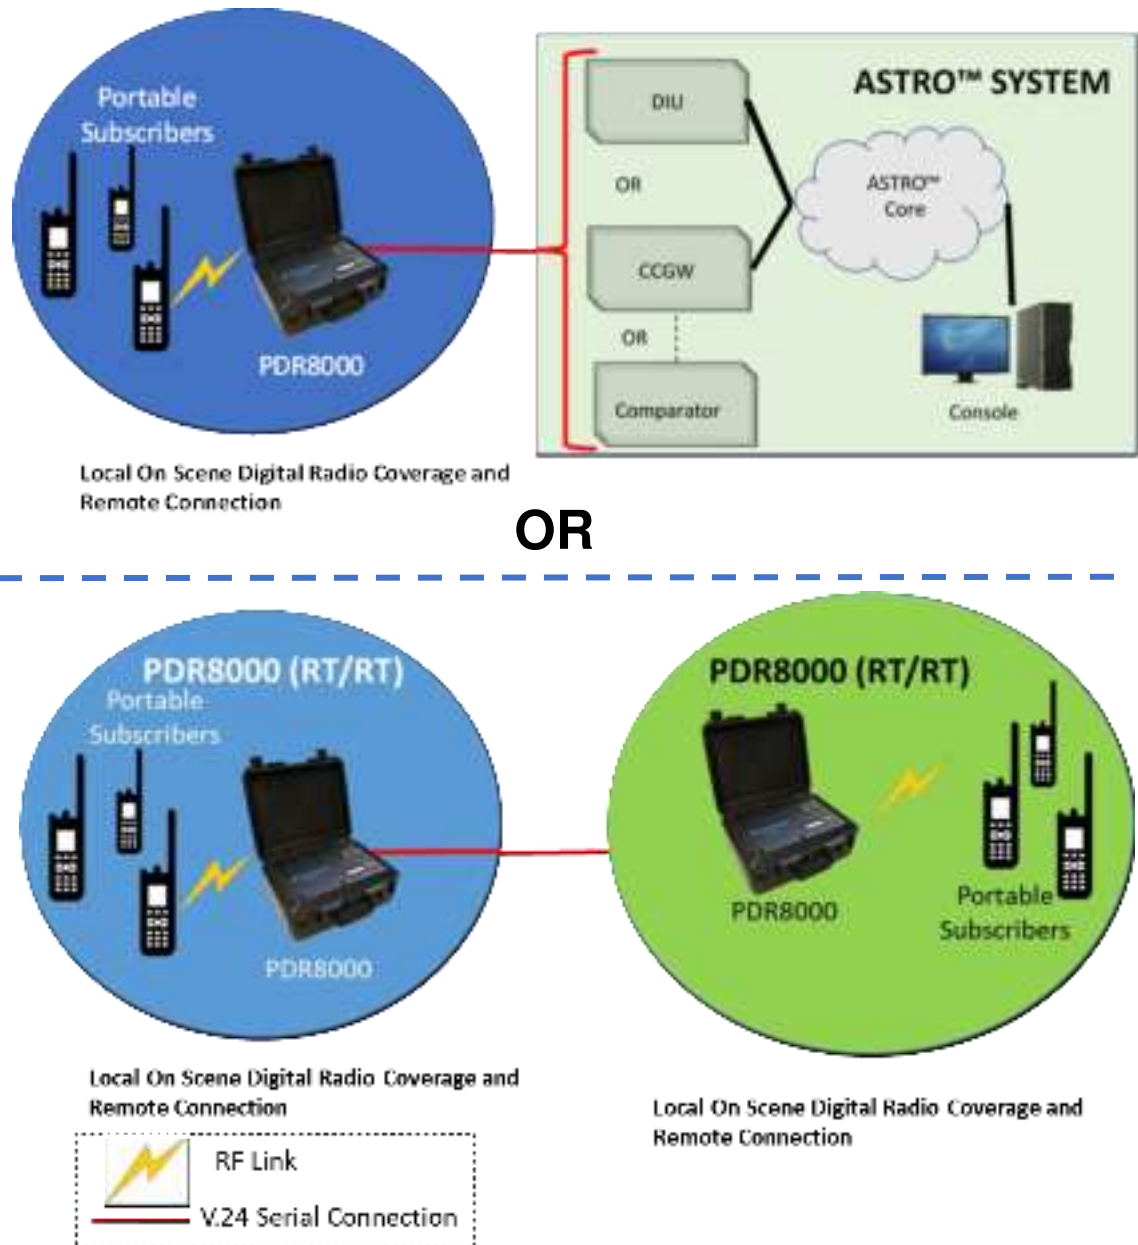 Portable
Subscribers
PDR8000
ASTRO™ SYSTEM
DIU
OR
CCGW
OR
Comparator
ASTRO™
Core
Console
Local On Scene Digital Radio Coverage and
Remote Connection
OR
PDR8000 (RT/RT)
Portable
Subscribers
PDR8000
PDR8000 (RT/RT)
PDR8000
Portable
Subscribers
Local On Scene Digital Radio Coverage and
Remote Connection
Local On Scene Digital Radio Coverage and
Remote Connection
RF Link
V.24 Serial Connection